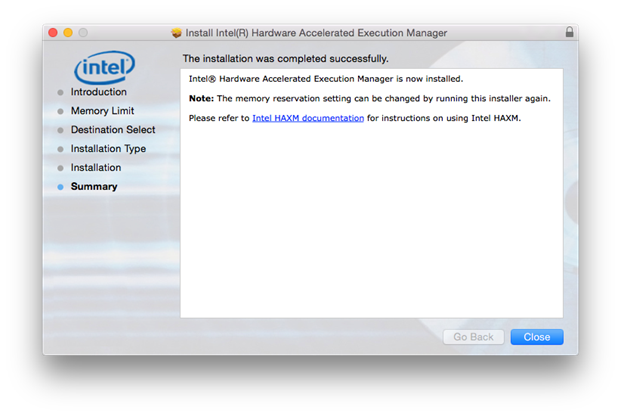 Install Intel(R) Hardware Accelerated Execution Manager
intel
The installation was completed successfully.
Introduction
Memory Limit
Destination Select
Installation Type
Installation
Summary
Intel® Hardware Accelerated Execution Manager is now installed.
Note: The memory reservation setting can be changed by running this installer again.
Please refer to Intel HAXM documentation for instructions on using Intel HAXM.
Go Back
Close